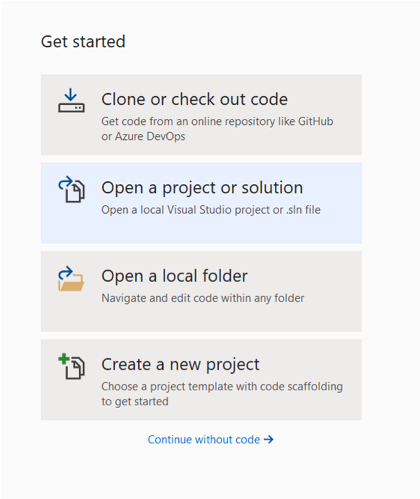 Get started
Clone or check out code
Get code from an online repository like GitHub
or Azure DevOps
Open a project or solution
Open a local Visual Studio project or .sln file
Open a local folder
Navigate and edit code within any folder
Create a new project
Choose a project template with code scaffolding
to get started
Continue without code →